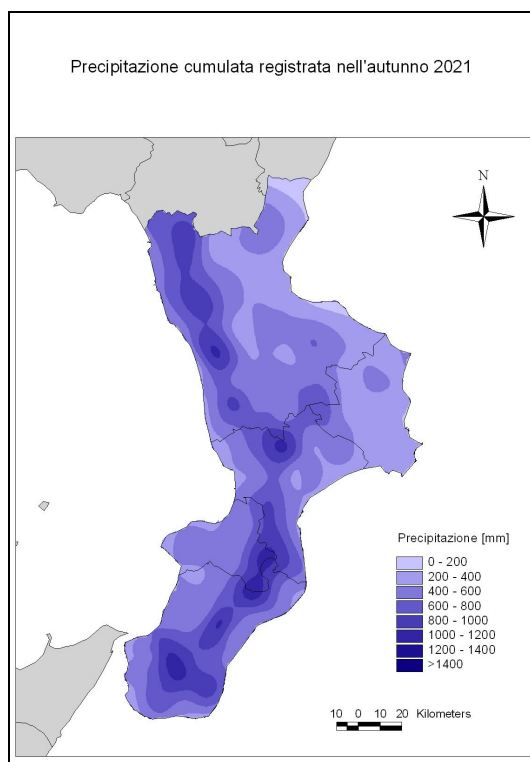 Precipitazione cumulata registrata nell'autunno 2021
N
Precipitazione [mm]
0 - 200
200 - 400
400 - 600
600 - 800
800 - 1000
1000 - 1200
1200 - 1400
>1400
10 0 10 20 Kilometers